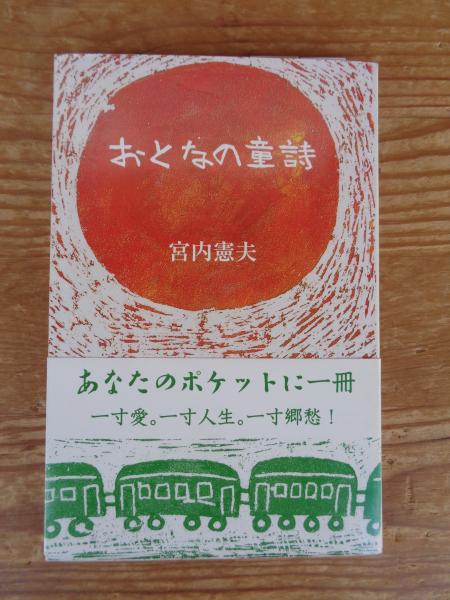 おとなの童詩
宮内憲夫
あなたのポケットに一冊
一寸愛。一寸人生。一寸郷愁!